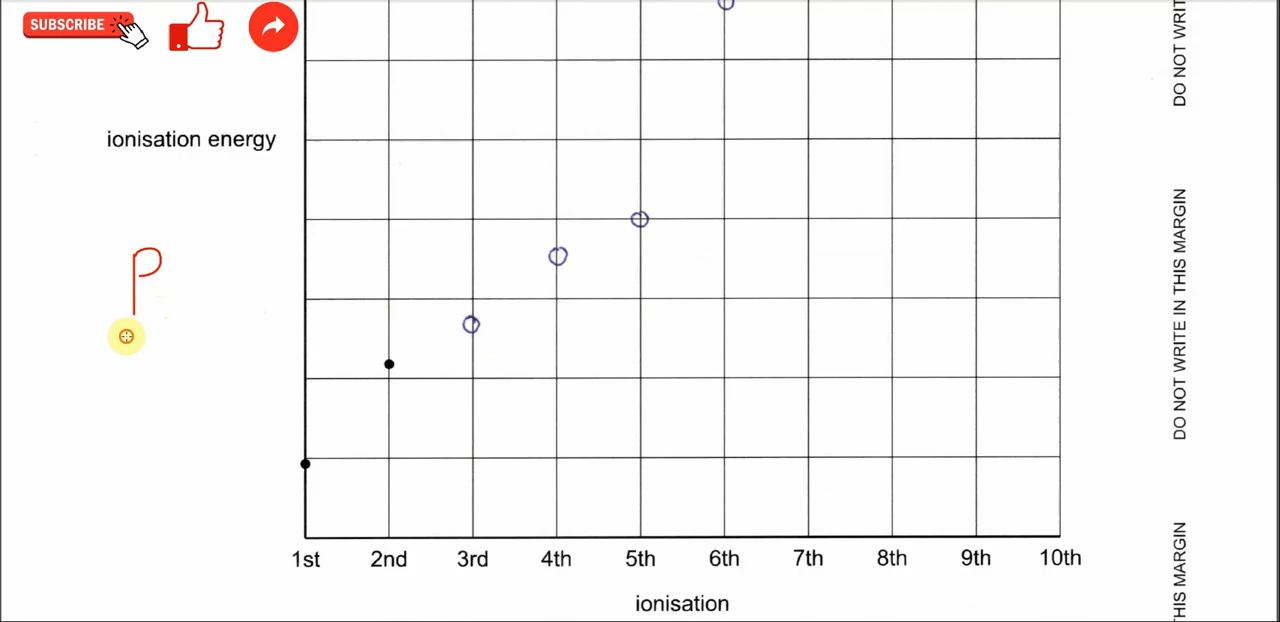 SUBSCRIBE
DO NOT WRIT
ionisation energy
P
DO NOT WRITE IN THIS MARGIN
1st 2nd 3rd 4th 5th 6th 7th 8th 9th 10th
ionisation
THIS MARGIN